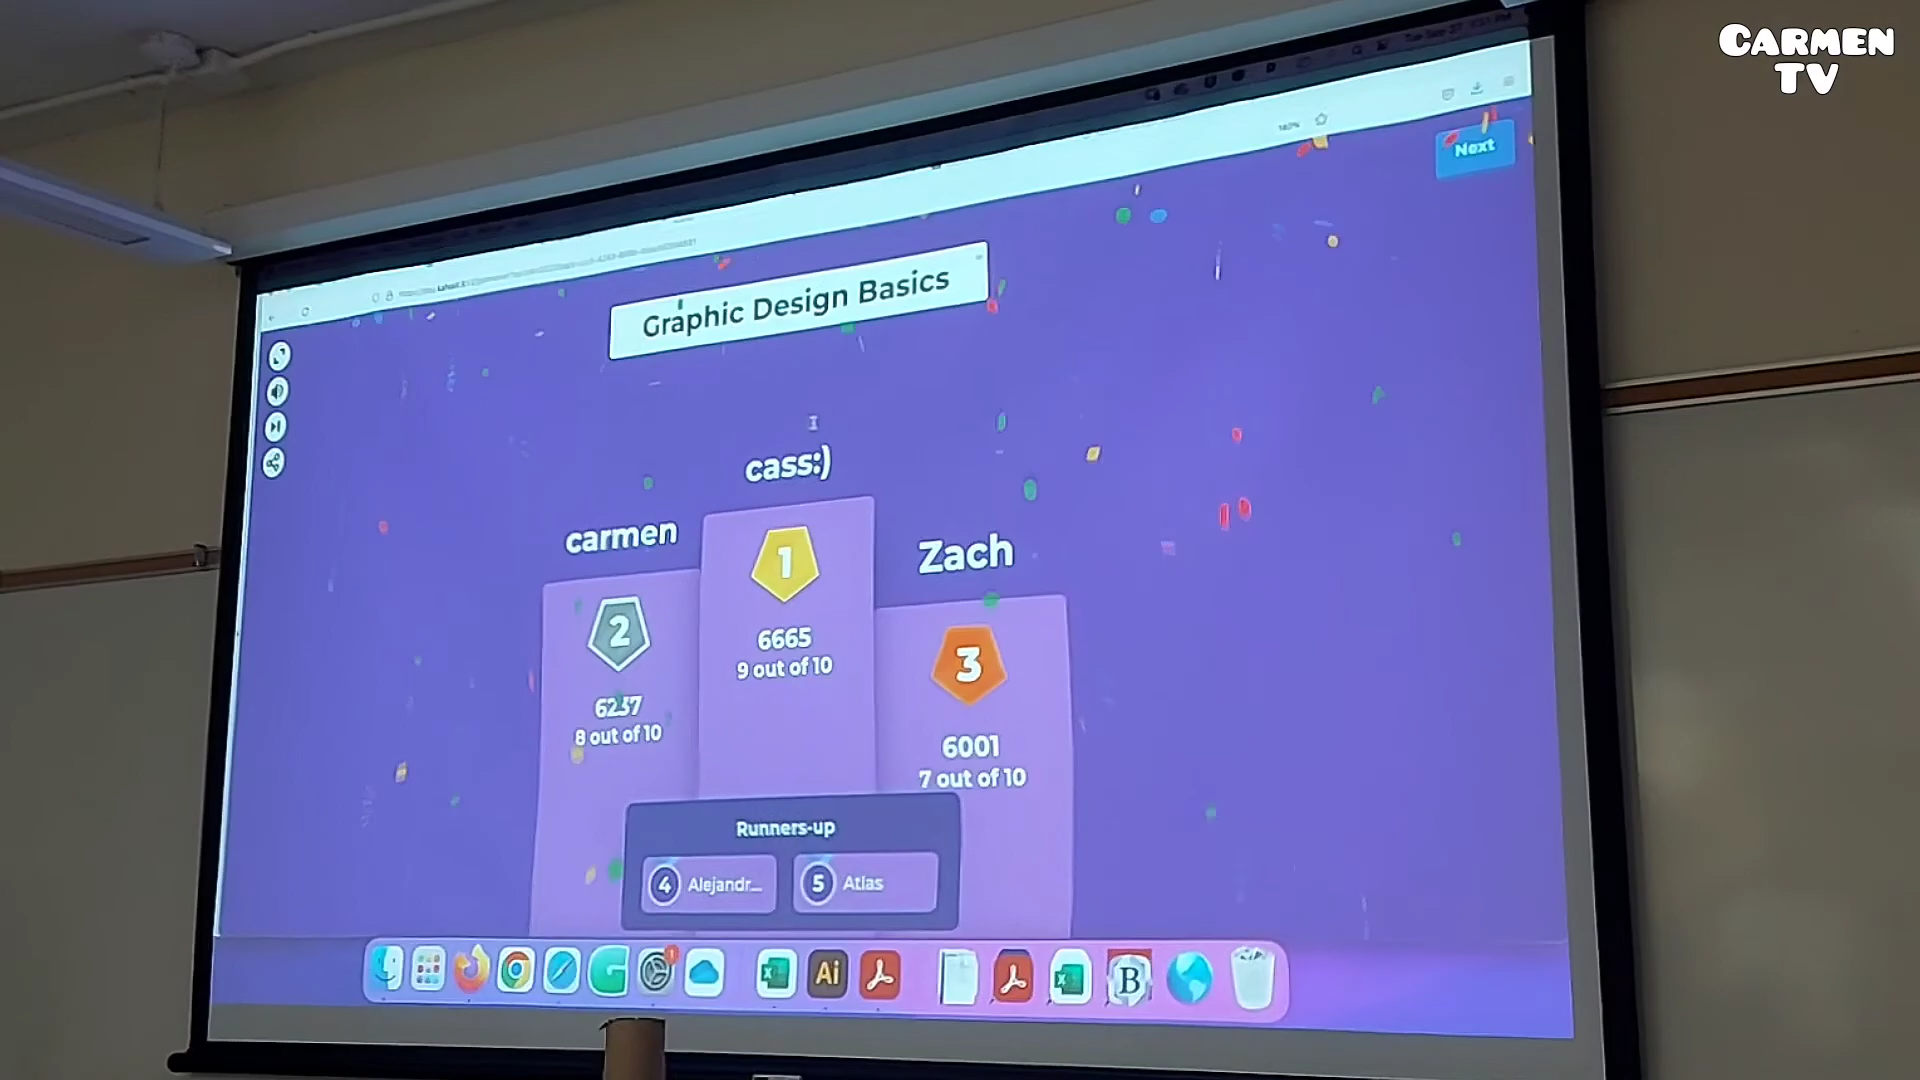 CARMEN
TV
Next
Graphic Design Basics
cass:)
carmen
Zach
1
2
3
6665
9 out of 10
6237
8 out of 10
6001
7 out of 10
Runners-up
4 Alejandr...
5 Atlas
Ai
B